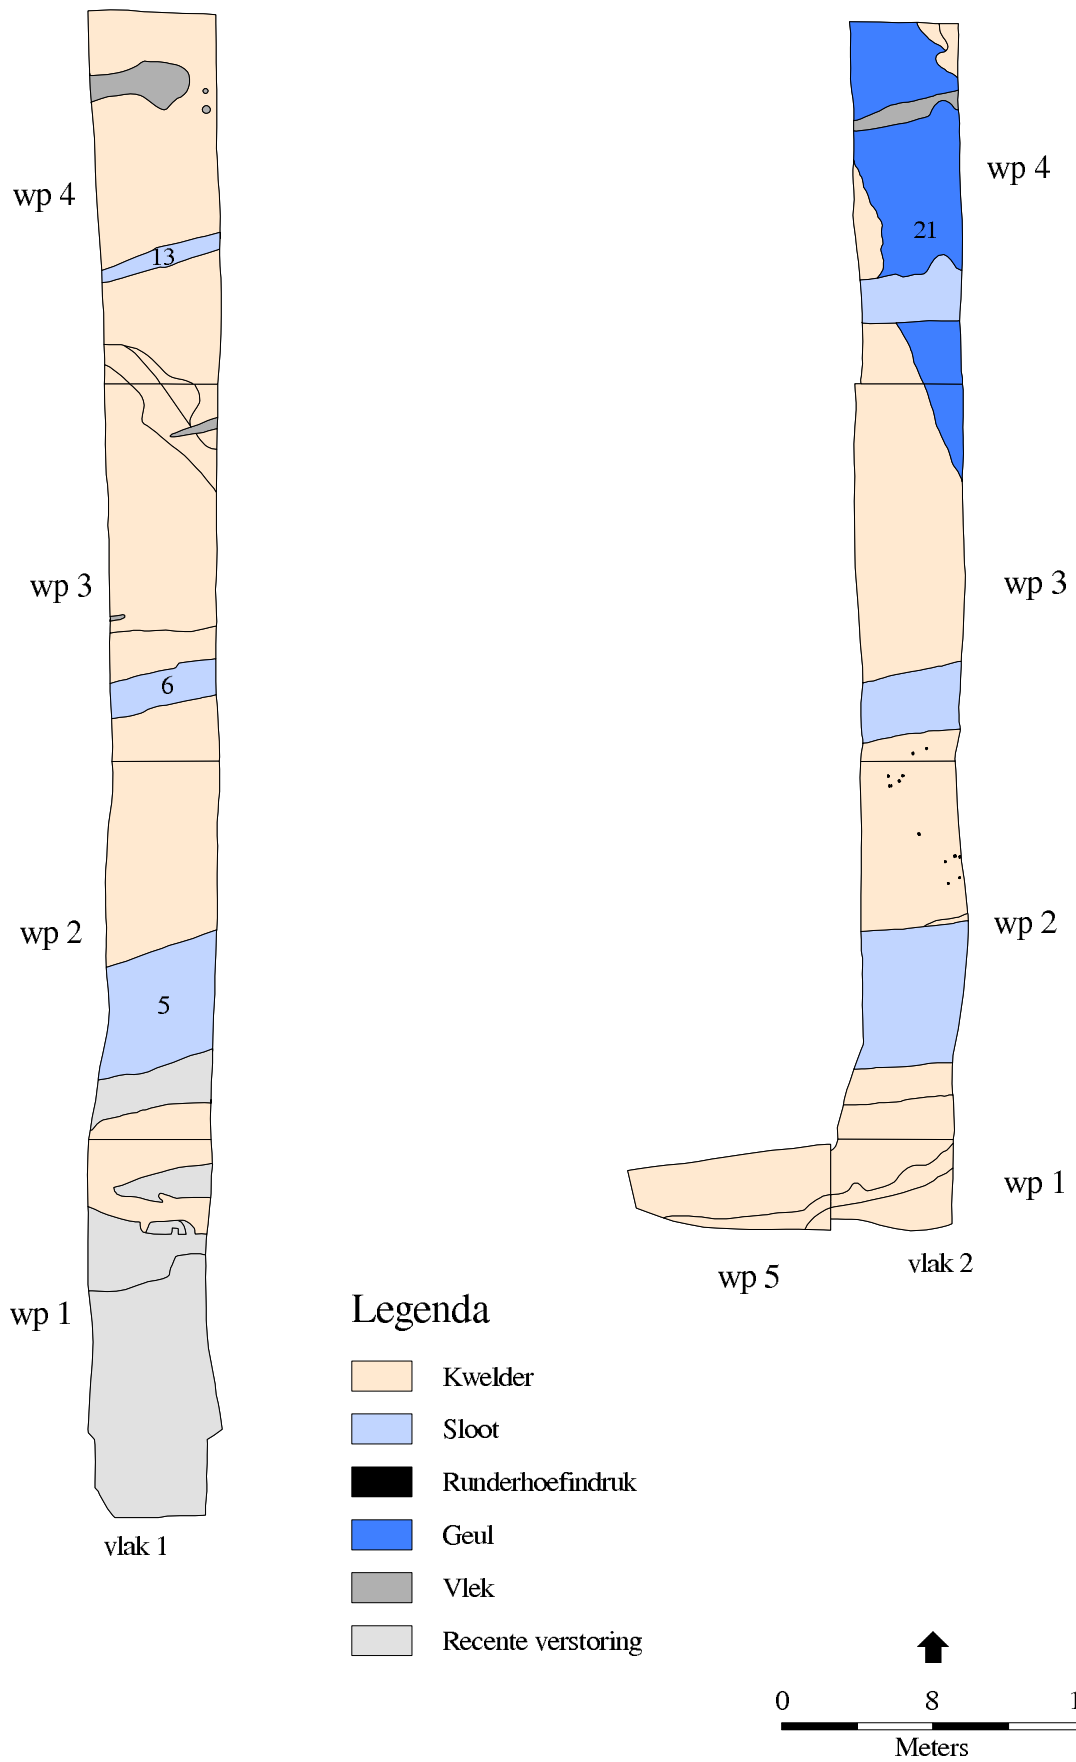 wp 4
13
wp 3
6
wp 2
5
wp 1
vlak 1
wp 4
21
wp 3
wp 2
wp 1
wp 5
vlak 2
Legenda
Kwelder
Sloot
Runderhoefindruk
Geul
Vlek
Recente verstoring
0 8
Meters